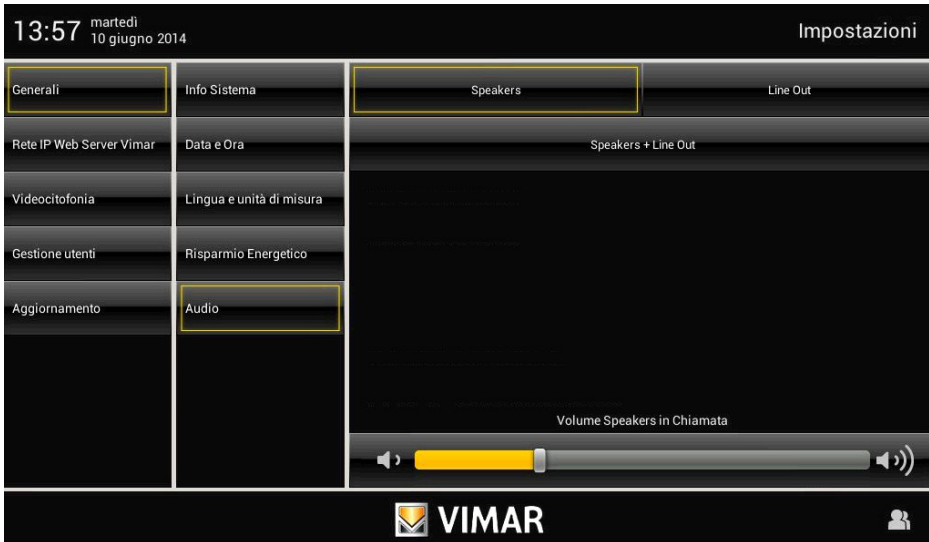 13:57 martedì
10 giugno 2014
Impostazioni
Generali
Rete IP Web Server Vimar
Videocitofonia
Gestione utenti
Aggiornamento
Info Sistema
Data e Ora
Lingua e unità di misura
Risparmio Energetico
Audio
Speakers
Line Out
Speakers + Line Out
Volume Speakers in Chiamata
VIMAR